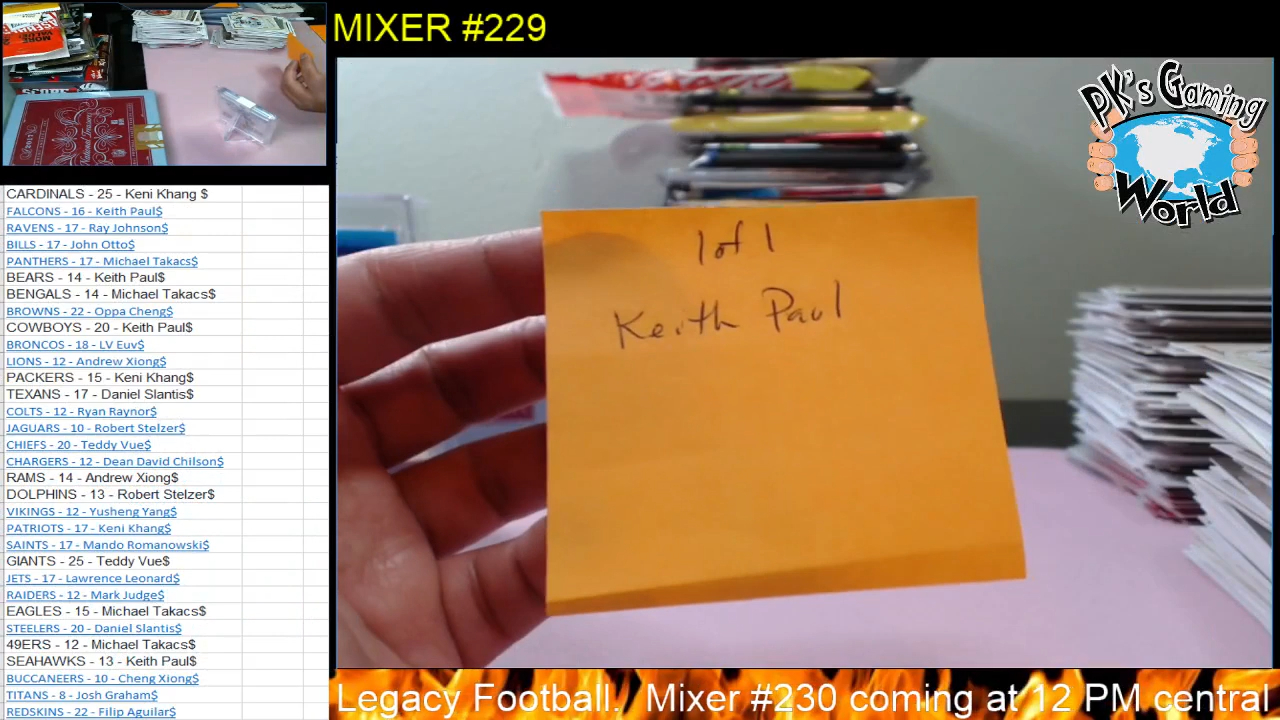 MIXER #229
PK's Gaming
World
CARDINALS - 25 - Keni Khang $
FALCONS - 16 - Keith Paul$
RAVENS - 17 - Ray Johnson$
BILLS - 17 - John Otto$
PANTHERS - 17 - Michael Takacs$
BEARS - 14 - Keith Paul$
BENGALS - 14 - Michael Takacs$
BROWNS - 22 - Oppa Cheng$
COWBOYS - 20 - Keith Paul$
BRONCOS - 18 - LV Euv$
LIONS - 12 - Andrew Xiong$
PACKERS - 15 - Keni Khang$
TEXANS - 17 - Daniel Slantis$
COLTS - 12 - Ryan Raynor$
JAGUARS - 10 - Robert Stelzer$
CHIEFS - 20 - Teddy Vue$
CHARGERS - 12 - Dean David Chilson$
RAMS - 14 - Andrew Xiong$
DOLPHINS - 13 - Robert Stelzer$
VIKINGS - 12 - Yusheng Yang$
PATRIOTS - 17 - Keni Khang$
SAINTS - 17 - Mando Romanowski$
GIANTS - 25 - Teddy Vue$
JETS - 17 - Lawrence Leonard$
RAIDERS - 12 - Mark Judge$
EAGLES - 15 - Michael Takacs$
STEELERS - 20 - Daniel Slantis$
49ERS - 12 - Michael Takacs$
SEAHAWKS - 13 - Keith Paul$
BUCCANEERS - 10 - Cheng Xiong$
TITANS - 8 - Josh Graham$
REDSKINS - 22 - Filip Aguilar$
1 of 1
Keith Paul
Legacy Football. Mixer #230 coming at 12 PM central
MORE
VALUE
SCORE
2017
National Treasures